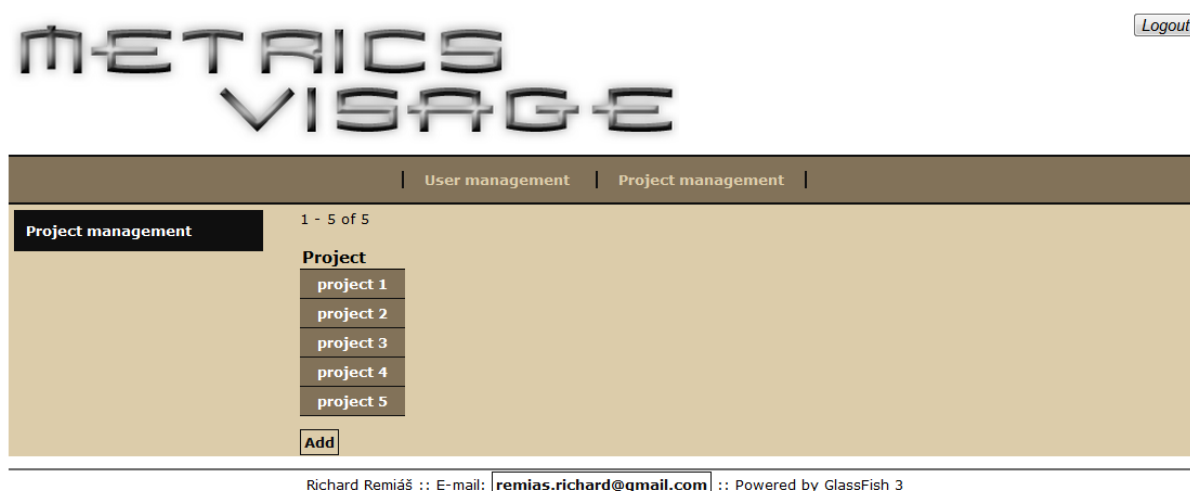 METRICS
VISAGE
Logout
| User management | Project management |
Project management
1 - 5 of 5
Project
project 1
project 2
project 3
project 4
project 5
Add
Richard Remiáš :: E-mail: remias.richard@gmail.com :: Powered by GlassFish 3